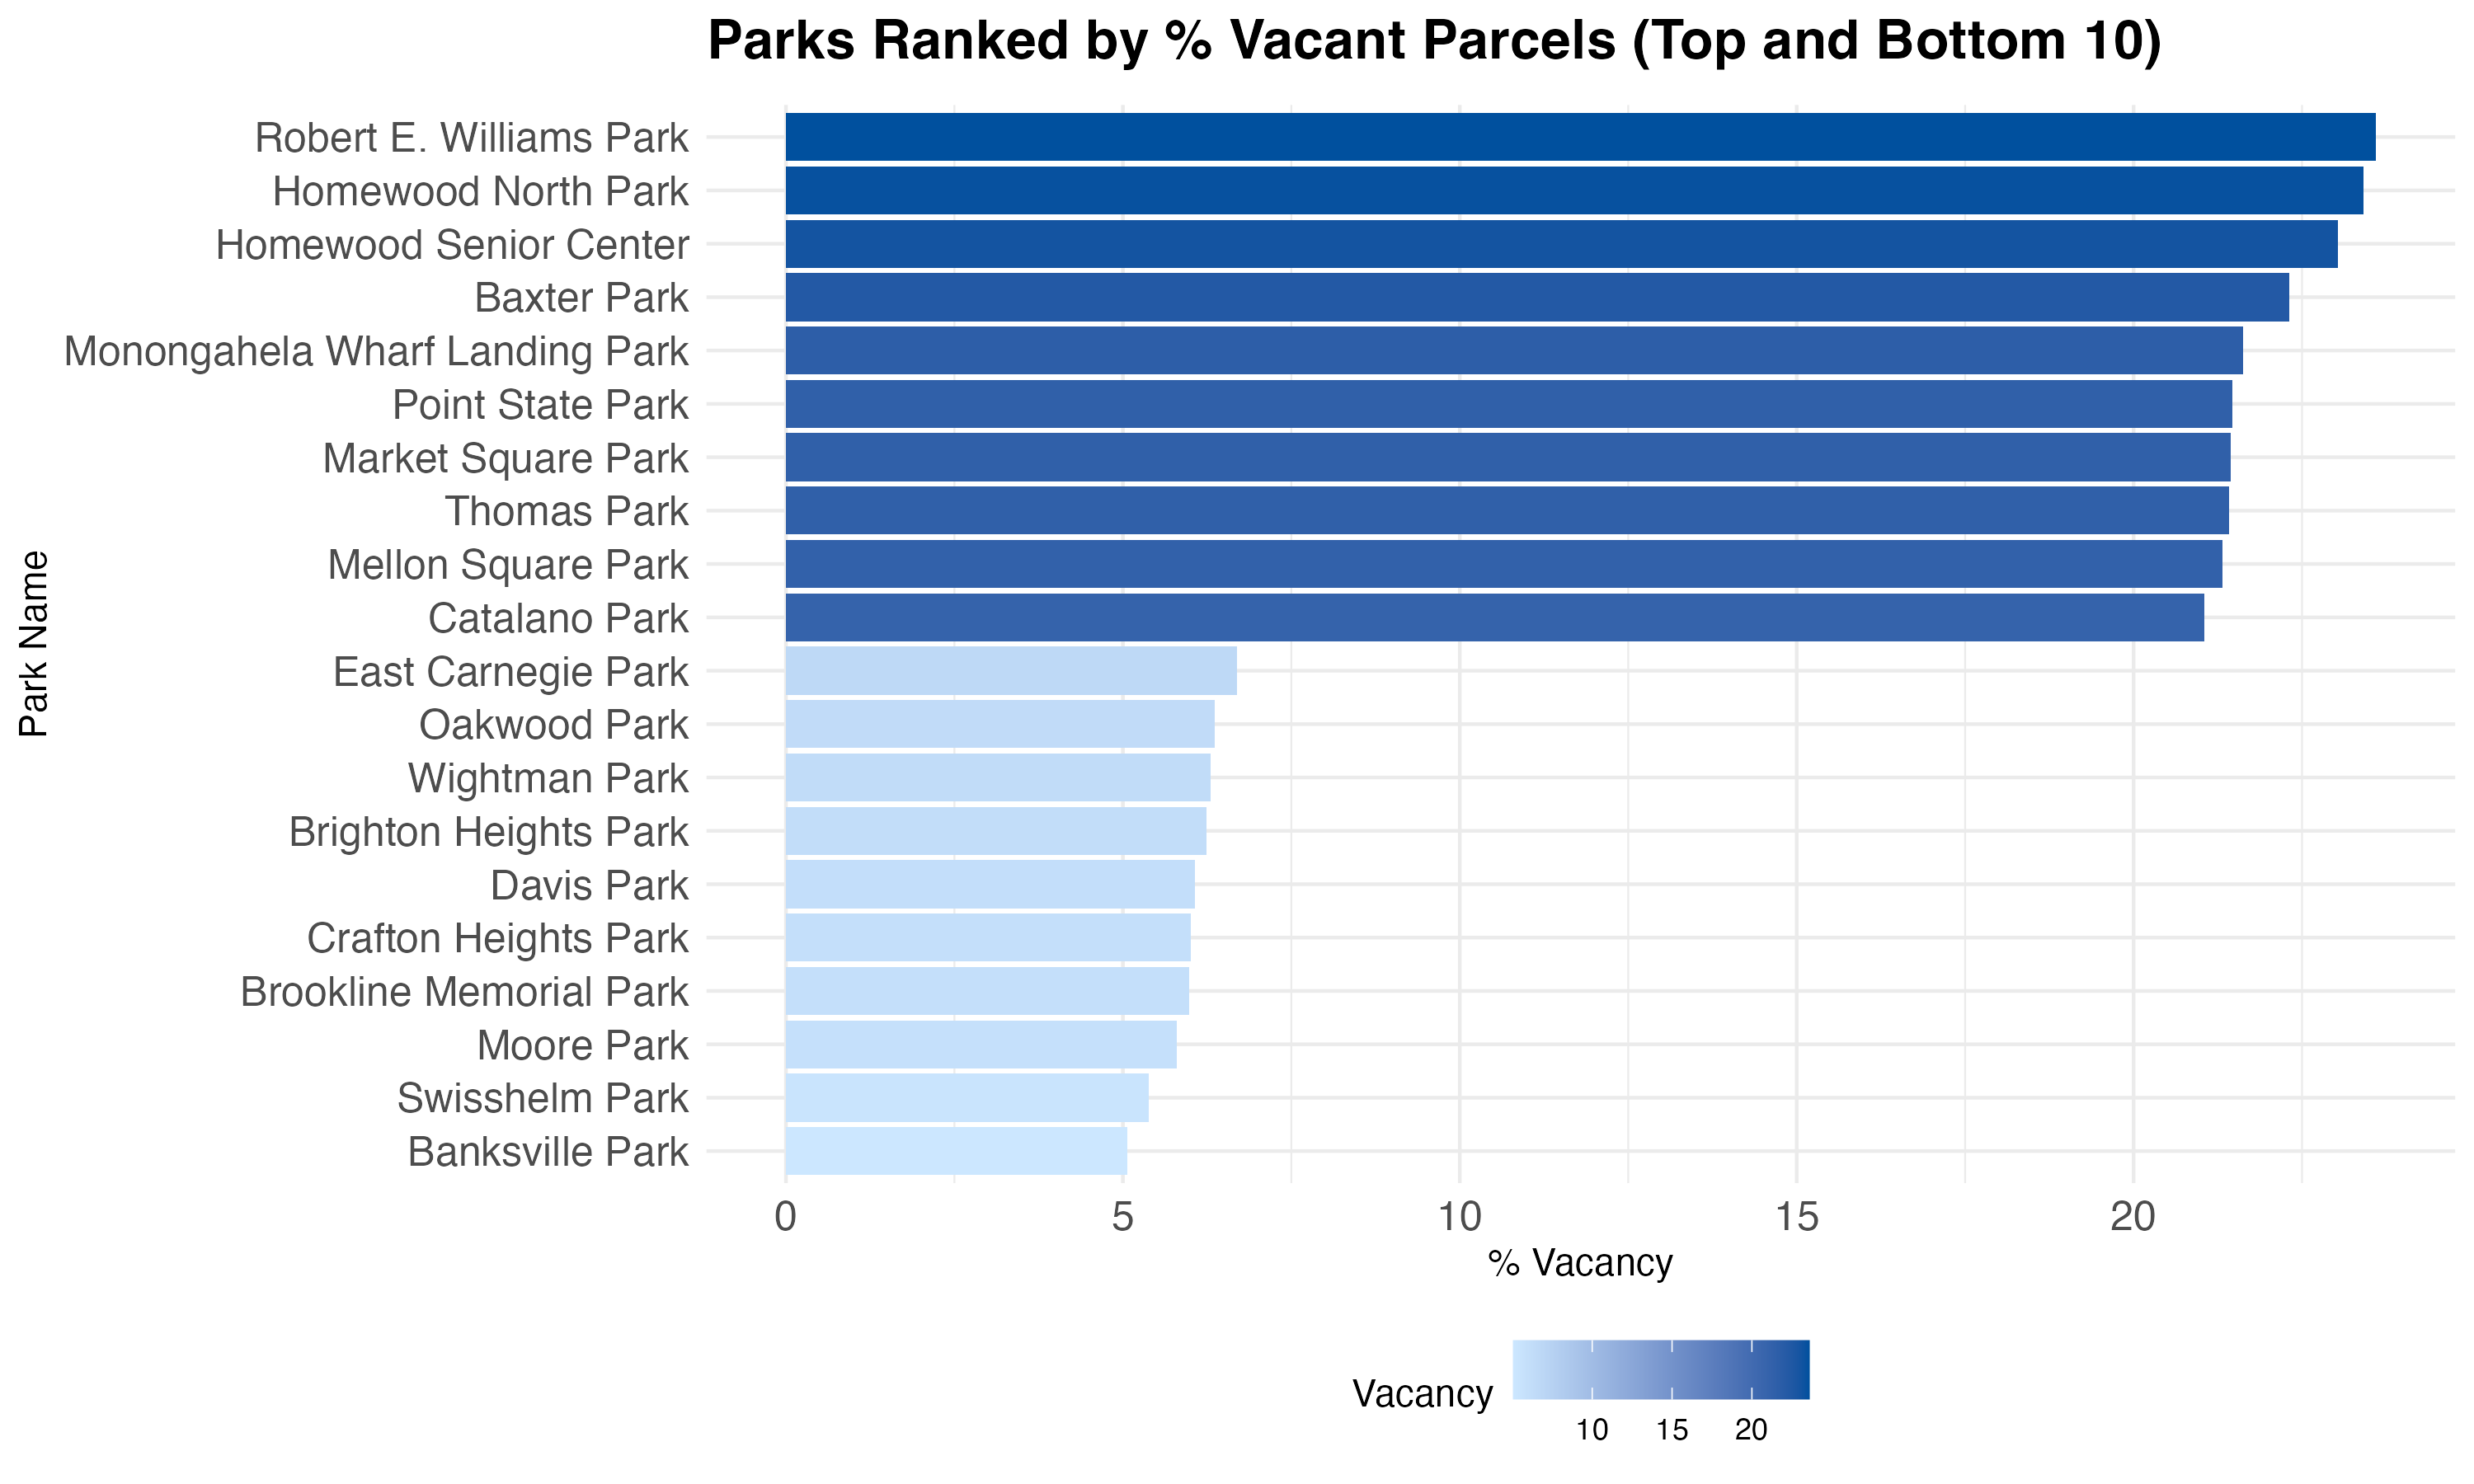 Parks Ranked by % Vacant Parcels (Top and Bottom 10)
Robert E. Williams Park
Homewood North Park
Homewood Senior Center
Baxter Park
Monongahela Wharf Landing Park
Point State Park
Market Square Park
Thomas Park
Mellon Square Park
Catalano Park
East Carnegie Park
Oakwood Park
Wightman Park
Brighton Heights Park
Davis Park
Crafton Heights Park
Brookline Memorial Park
Moore Park
Swisshelm Park
Banksville Park
Park Name
0 5 10 15 20
% Vacancy
Vacancy
10 15 20